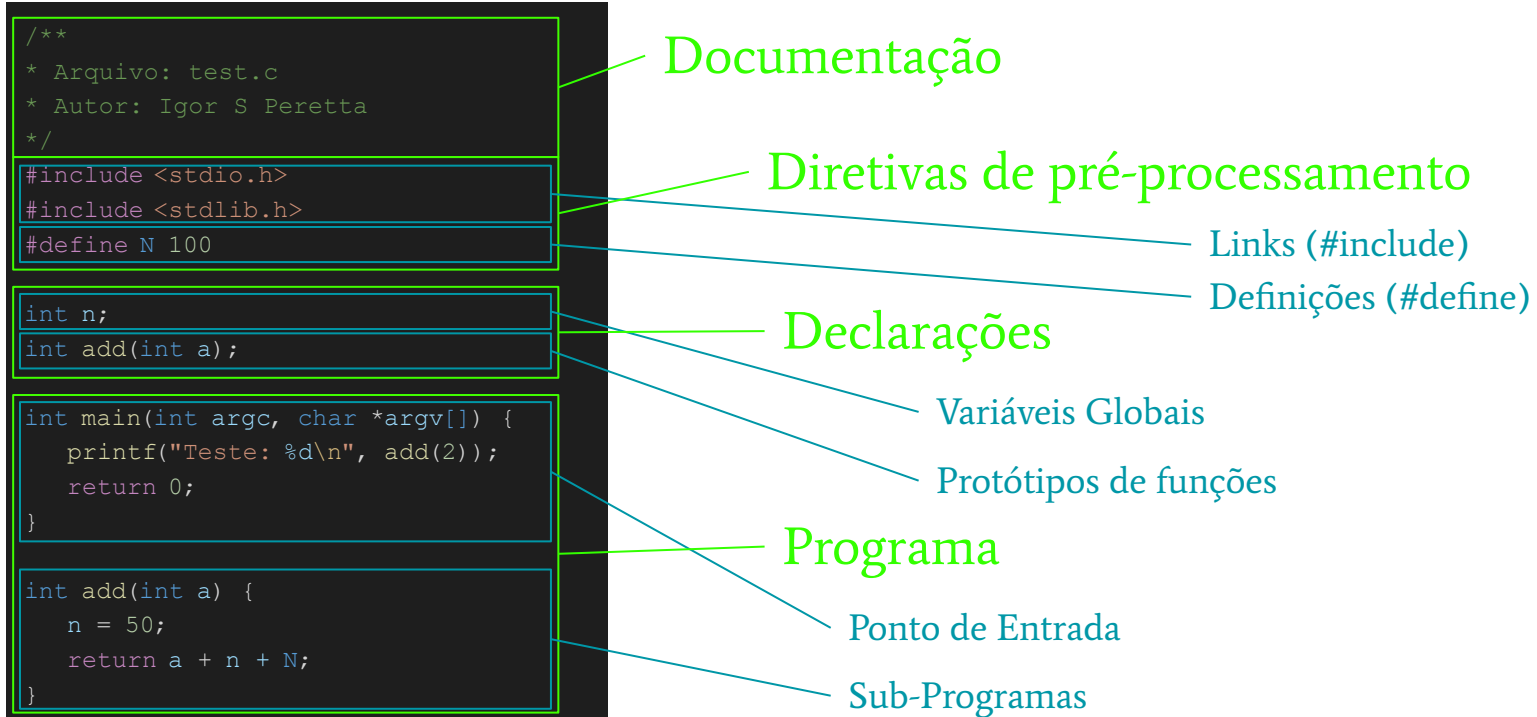 /**
* Arquivo: test.c
* Autor: Igor S Peretta
*/
#include <stdio.h>
#include <stdlib.h>
#define N 100
int n;
int add(int a);
int main(int argc, char *argv[]) {
printf("Teste: %d\n", add(2));
return 0;
}
int add(int a) {
n = 50;
return a + n + N;
}
Documentação
Diretivas de pré-processamento
Links (#include)
Definições (#define)
Declarações
Variáveis Globais
Protótipos de funções
Programa
Ponto de Entrada
Sub-Programas